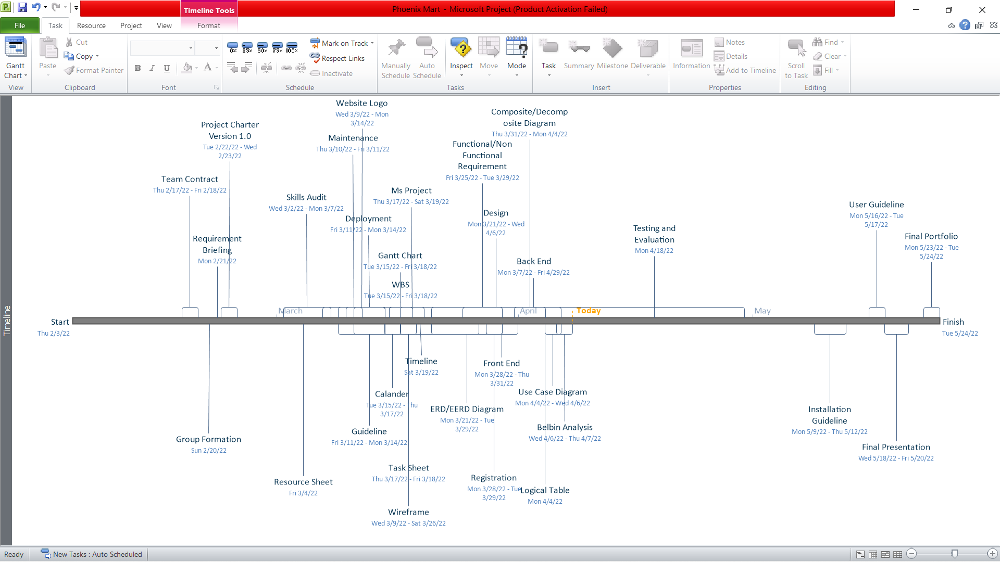 Timeline Tools
Phoenix Mart - Microsoft Project (Product Activation Failed)
File
Task
Resource
Project
View
Format
Gantt
Chart
View
Paste
Cut
Copy
Format Painter
Clipboard
B I U
A
Font
0% 25% 50% 75% 100%
Mark on Track
Respect Links
Inactivate
Schedule
Manually
Schedule
Auto
Schedule
Inspect
Move
Mode
Tasks
Task
Summary
Milestone
Deliverable
Insert
Information
Notes
Details
Add to Timeline
Properties
Scroll
to Task
Find
Clear
Fill
Editing
Website Logo
Wed 3/9/22 - Mon
3/14/22
Composite/Decomp
osite Diagram
Thu 3/31/22 - Mon 4/4/22
Project Charter
Version 1.0
Tue 2/22/22 - Wed
2/23/22
Maintenance
Thu 3/10/22 - Fri 3/11/22
Functional/Non
Functional
Requirement
Fri 3/25/22 - Tue 3/29/22
Team Contract
Thu 2/17/22 - Fri 2/18/22
Skills Audit
Wed 3/2/22 - Mon 3/7/22
Ms Project
Thu 3/17/22 - Sat 3/19/22
Deployment
Fri 3/11/22 - Mon 3/14/22
Design
Mon 3/21/22 - Wed
4/6/22
User Guideline
Mon 5/16/22 - Tue
5/17/22
Requirement
Briefing
Mon 2/21/22
Testing and
Evaluation
Mon 4/18/22
Final Portfolio
Mon 5/23/22 - Tue
5/24/22
Gantt Chart
Tue 3/15/22 - Fri 3/18/22
Back End
Mon 3/7/22 - Fri 4/29/22
WBS
Tue 3/15/22 - Fri 3/18/22
March
April
Today
May
Timeline
Start
Thu 2/3/22
Finish
Tue 5/24/22
Timeline
Sat 3/19/22
Front End
Mon 3/28/22 - Thu
3/31/22
Calander
Tue 3/15/22 - Thu
3/17/22
Use Case Diagram
Mon 4/4/22 - Wed 4/6/22
ERD/EERD Diagram
Mon 3/21/22 - Tue
3/29/22
Installation
Guideline
Mon 5/9/22 - Thu 5/12/22
Guideline
Fri 3/11/22 - Mon 3/14/22
Belbin Analysis
Wed 4/6/22 - Thu 4/7/22
Group Formation
Sun 2/20/22
Final Presentation
Wed 5/18/22 - Fri 5/20/22
Task Sheet
Thu 3/17/22 - Fri 3/18/22
Resource Sheet
Fri 3/4/22
Registration
Mon 3/28/22 - Tue
3/29/22
Logical Table
Mon 4/4/22
Wireframe
Wed 3/9/22 - Sat 3/26/22
Ready
New Tasks : Auto Scheduled